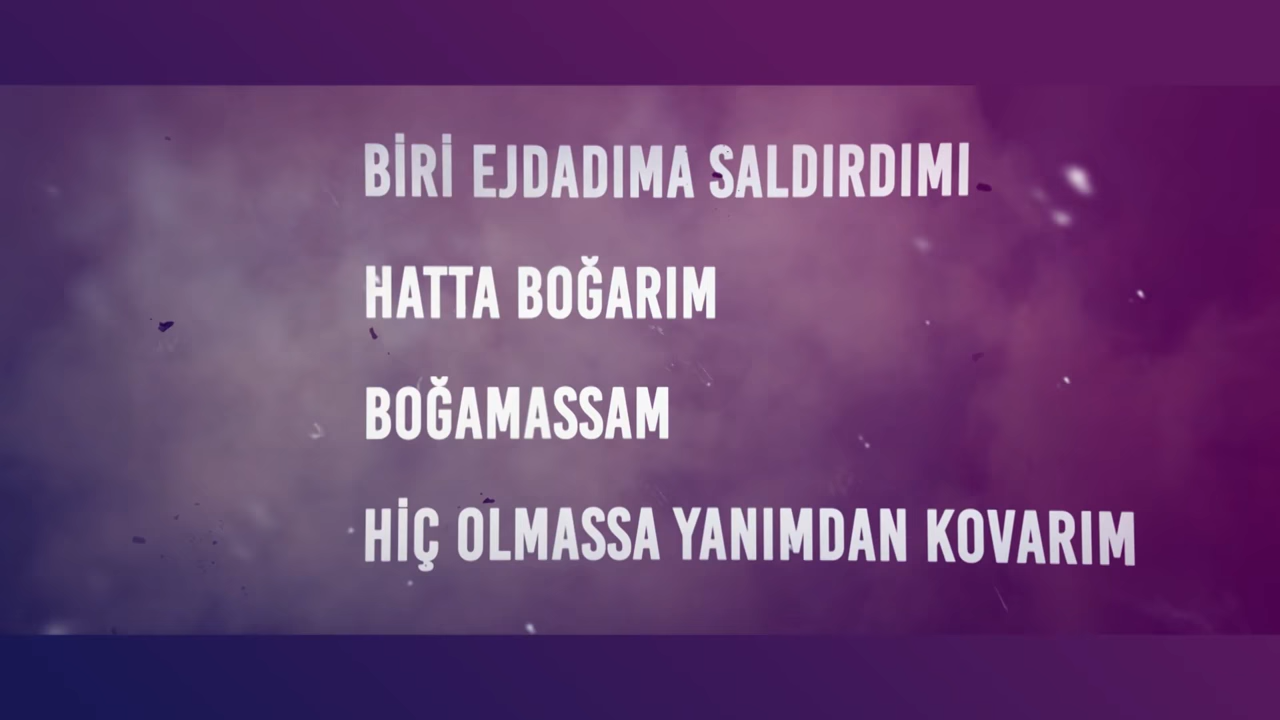 BİRİ EJDADIMA SALDIRDIMI
HATTA BOĞARIM
BOĞAMASSAM
HİÇ OLMASSA YANIMDAN KOVARIM